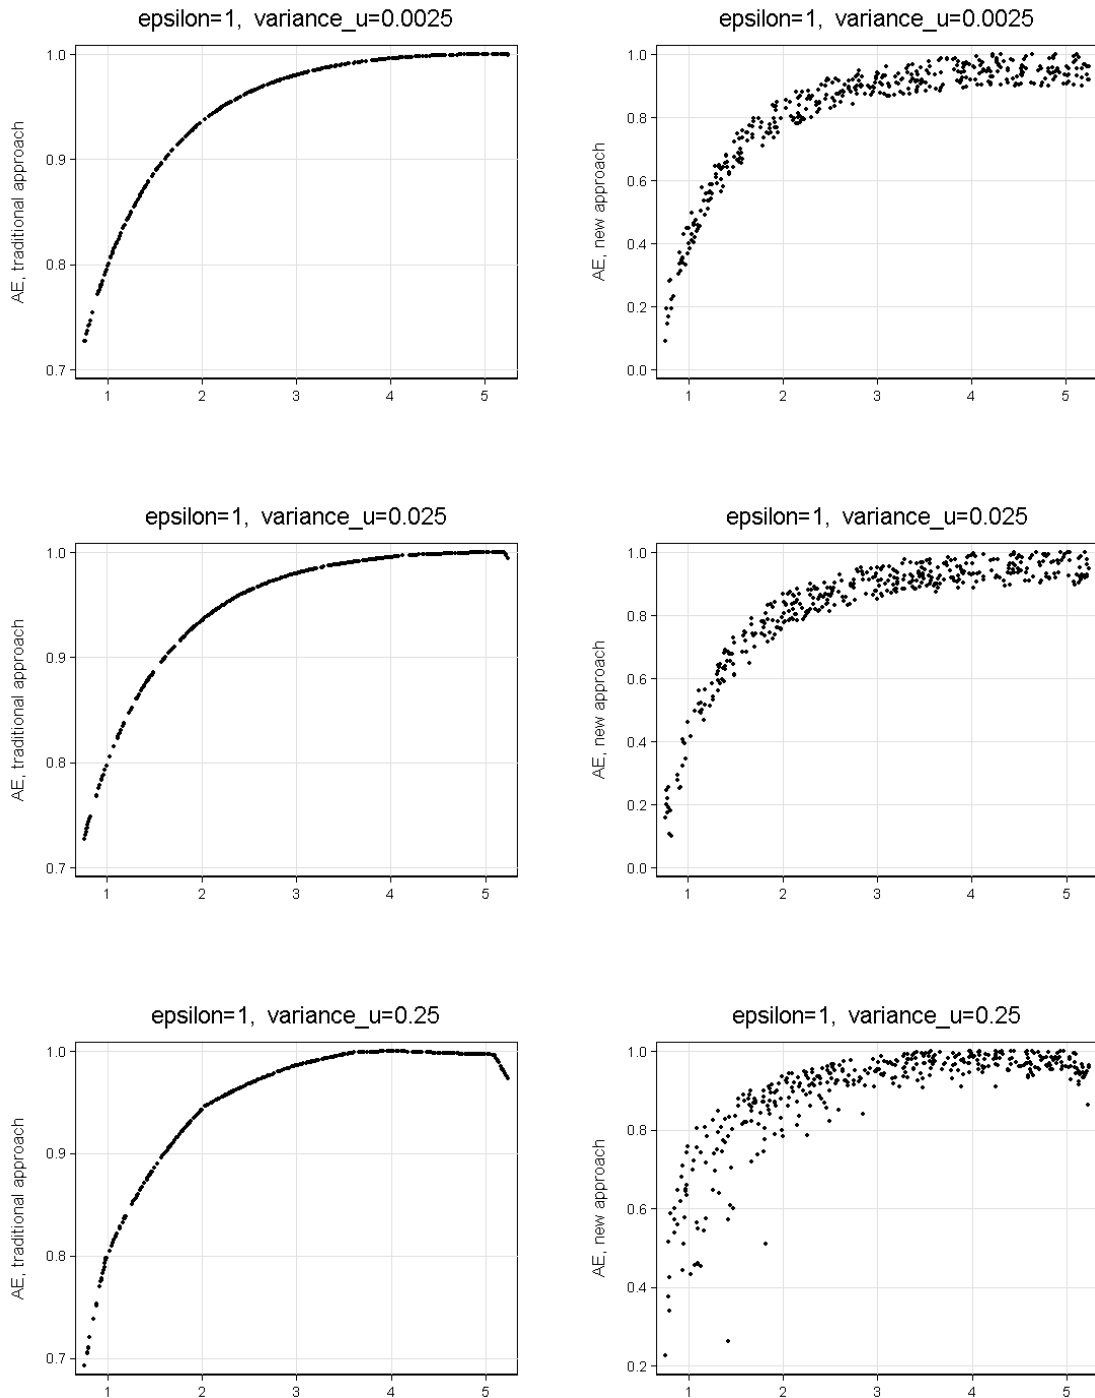 epsilon=1, variance_u=0.0025
AE, traditional approach
1.0
0.9
0.8
0.7
1 2 3 4 5
epsilon=1, variance_u=0.0025
AE, new approach
1.0
0.8
0.6
0.4
0.2
0.0
1 2 3 4 5
epsilon=1, variance_u=0.025
AE, traditional approach
1.0
0.9
0.8
0.7
1 2 3 4 5
epsilon=1, variance_u=0.025
AE, new approach
1.0
0.8
0.6
0.4
0.2
0.0
1 2 3 4 5
epsilon=1, variance_u=0.25
AE, traditional approach
1.0
0.9
0.8
0.7
1 2 3 4 5
epsilon=1, variance_u=0.25
AE, new approach
1.0
0.8
0.6
0.4
0.2
1 2 3 4 5